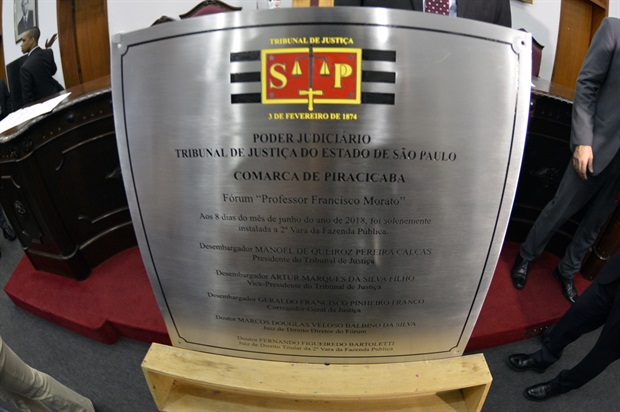 TRIBUNAL DE JUSTIÇA
S P
3 DE FEVEREIRO DE 1874
PODER JUDICIÁRIO
TRIBUNAL DE JUSTIÇA DO ESTADO DE SÃO PAULO
COMARCA DE PIRACICABA
Fórum "Professor Francisco Morato"
Aos 8 dias do mês de junho do ano de 2018, foi solenemente
instalada a 2ª Vara da Fazenda Pública.
Desembargador MANOEL DE QUEIROZ PEREIRA CALÇAS
Presidente do Tribunal de Justiça
Desembargador ARTUR MARQUES DA SILVA FILHO
Vice-Presidente do Tribunal de Justiça
Desembargador GERALDO FRANCISCO PINHEIRO FRANCO
Corregedor-Geral da Justiça
Doutor MARCOS DOUGLAS VELOSO BALBINO DA SILVA
Juiz de Direito Diretor do Fórum
Doutor FERNANDO FIGUEIREDO BARTOLETTI
Juiz de Direito Titular da 2ª Vara da Fazenda Pública